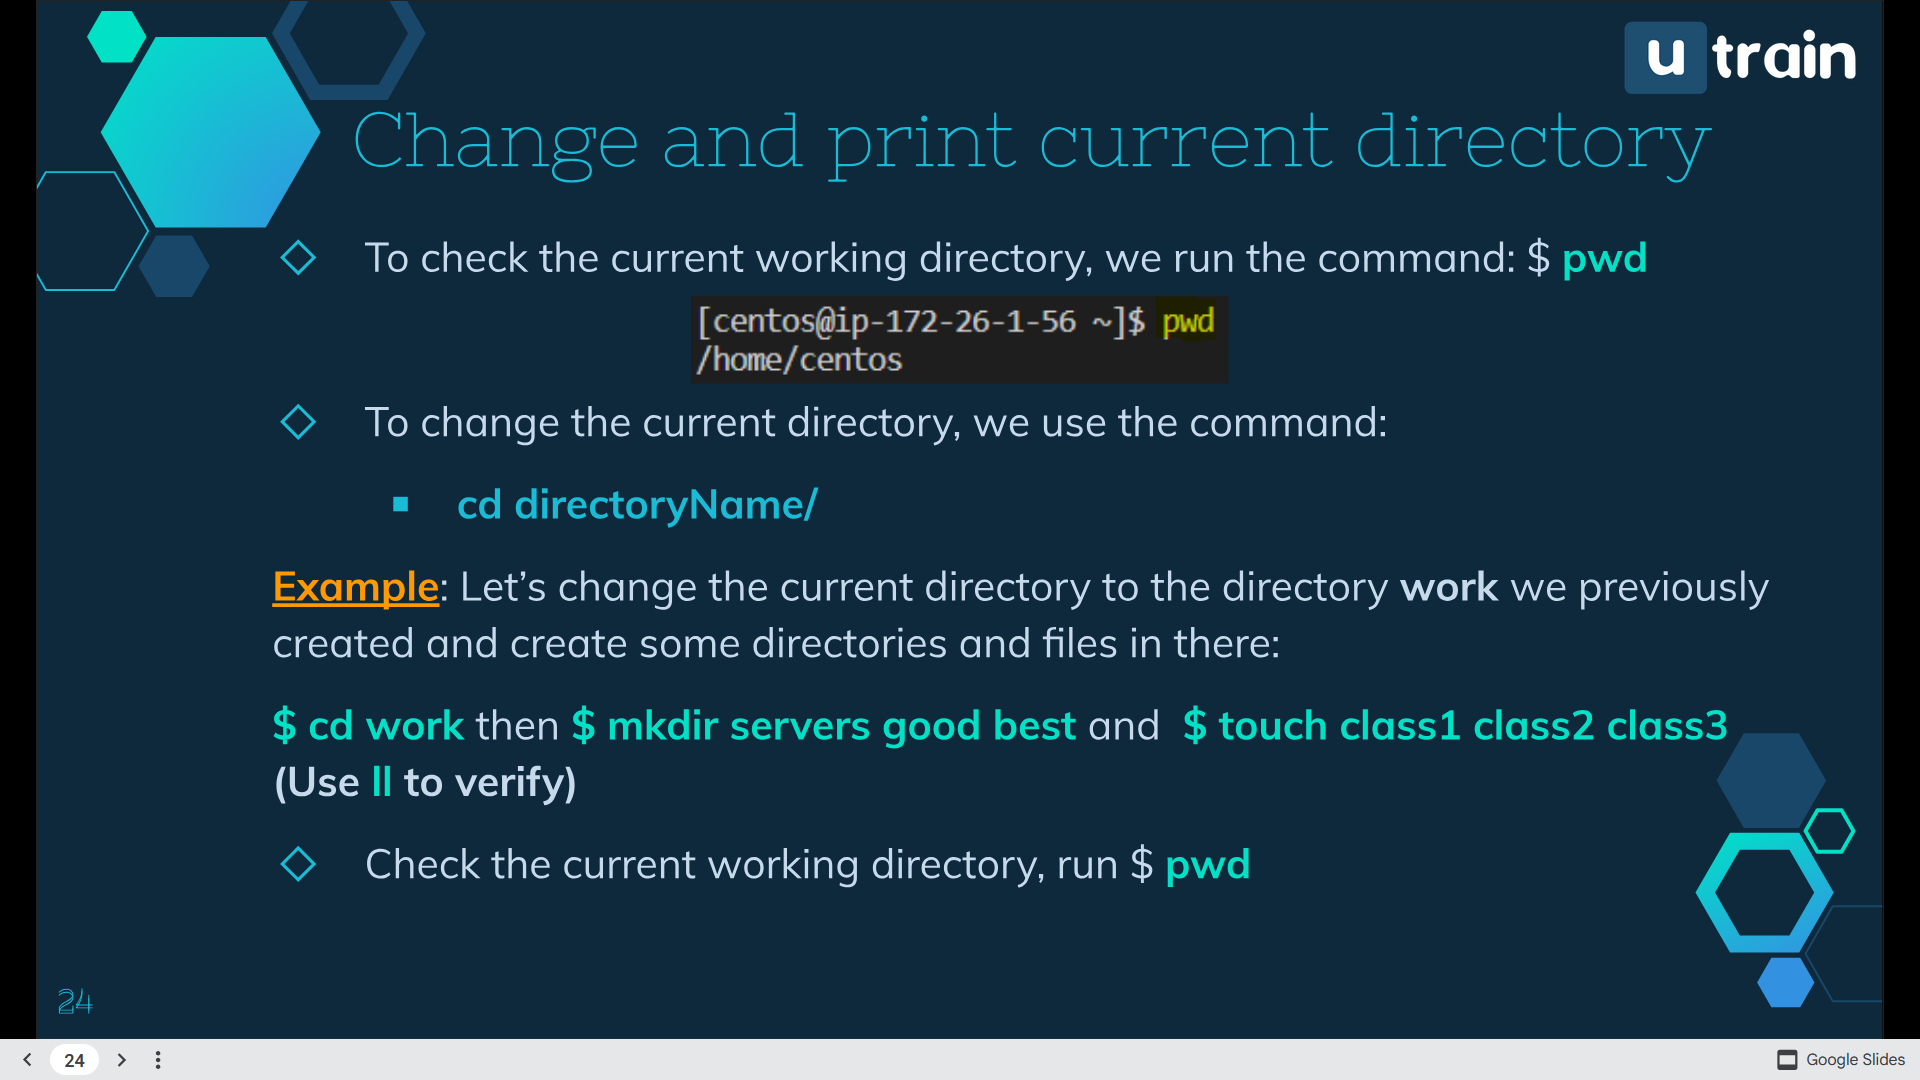 u train
Change and print current directory
To check the current working directory, we run the command: $ pwd
[centos@ip-172-26-1-56 ~]$ pwd
/home/centos
To change the current directory, we use the command:
cd directoryName/
Example: Let’s change the current directory to the directory work we previously
created and create some directories and files in there:
$ cd work then $ mkdir servers good best and $ touch class1 class2 class3
(Use ll to verify)
Check the current working directory, run $ pwd
24
24
Google Slides